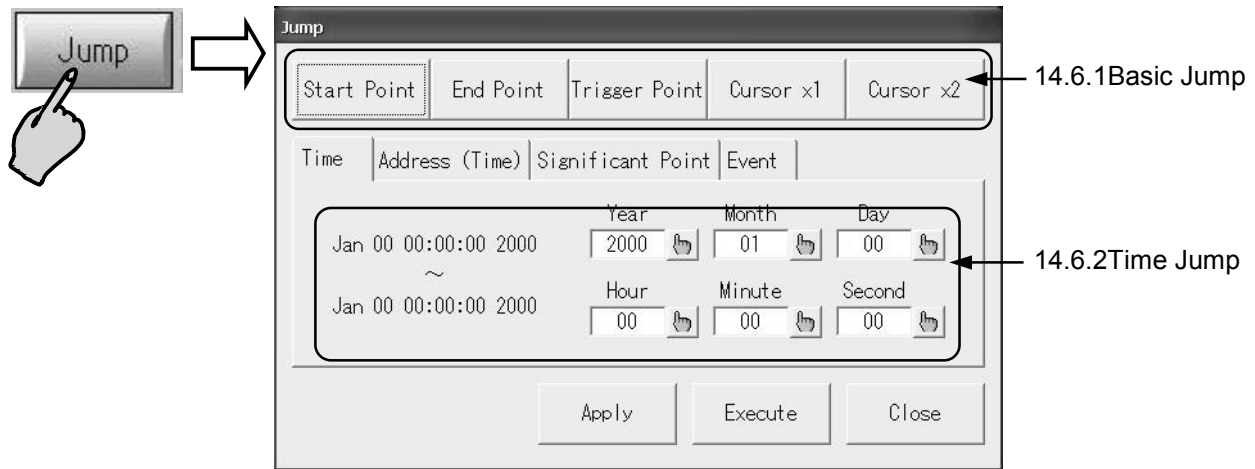 Jump
Jump
Start Point End Point Trigger Point Cursor x1 Cursor x2
14.6.1Basic Jump
Time Address (Time) Significant Point Event
Year Month Day
Jan 00 00:00:00 2000 2000 01 00
14.6.2Time Jump
～
Hour Minute Second
Jan 00 00:00:00 2000 00 00 00
Apply Execute Close